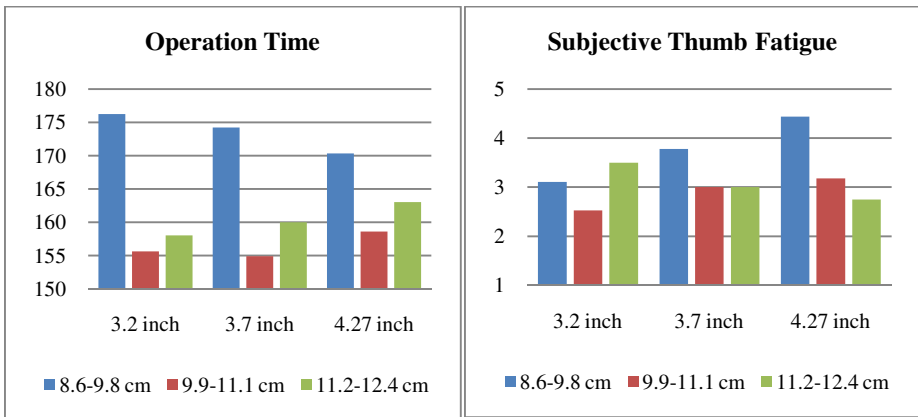 Operation Time
180
175
170
165
160
155
150
3.2 inch 3.7 inch 4.27 inch
8.6-9.8 cm 9.9-11.1 cm 11.2-12.4 cm
Subjective Thumb Fatigue
5
4
3
2
1
3.2 inch 3.7 inch 4.27 inch
8.6-9.8 cm 9.9-11.1 cm 11.2-12.4 cm